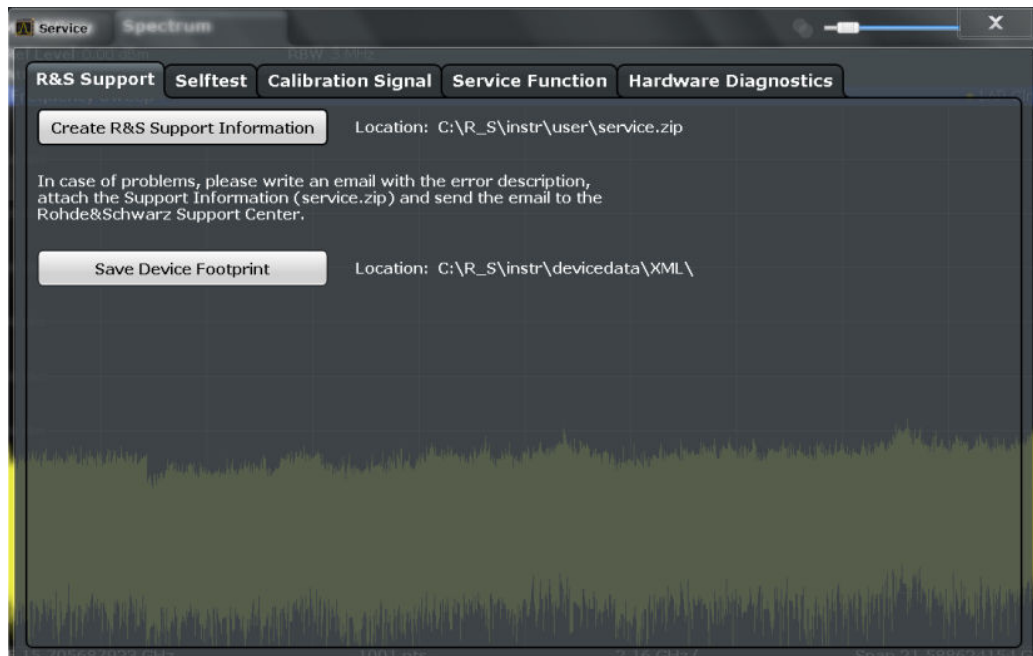 Service
Spectrum
R&S Support
Selftest
Calibration Signal
Service Function
Hardware Diagnostics
Create R&S Support Information
Location: C:\R_S\instr\user\service.zip
In case of problems, please write an email with the error description,
attach the Support Information (service.zip) and send the email to the
Rohde&Schwarz Support Center.
Save Device Footprint
Location: C:\R_S\instr\devicedata\XML\
1001 pts